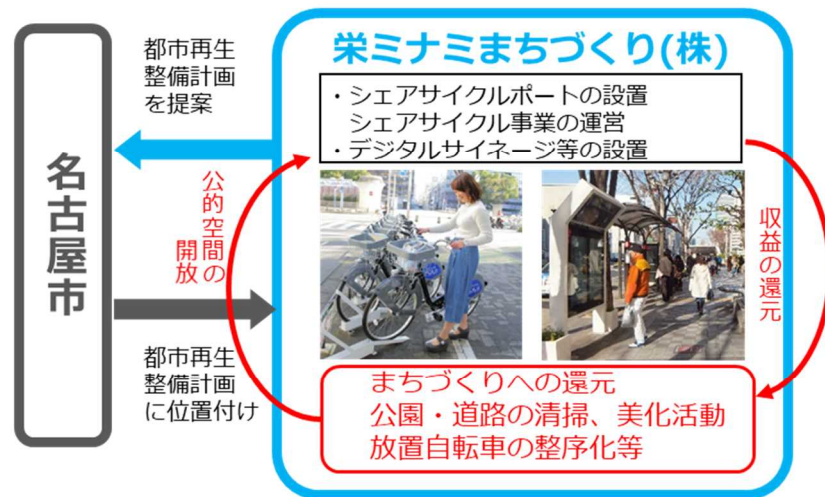 名古屋市
都市再生
整備計画
を提案
公的空間の
開放
都市再生
整備計画
に位置付け
栄ミナミまちづくり(株)
・シェアサイクルポートの設置
シェアサイクル事業の運営
・デジタルサイネージ等の設置
収益の還元
まちづくりへの還元
公園・道路の清掃、美化活動
放置自転車の整序化等